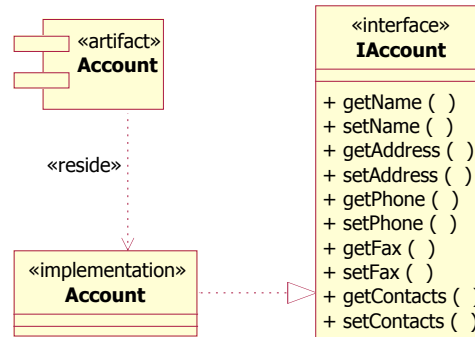 «artifact»
Account
«reside»
«implementation»
Account
«interface»
IAccount
+ getName ( )
+ setName ( )
+ getAddress ( )
+ setAddress ( )
+ getPhone ( )
+ setPhone ( )
+ getFax ( )
+ setFax ( )
+ getContacts ( )
+ setContacts ( )